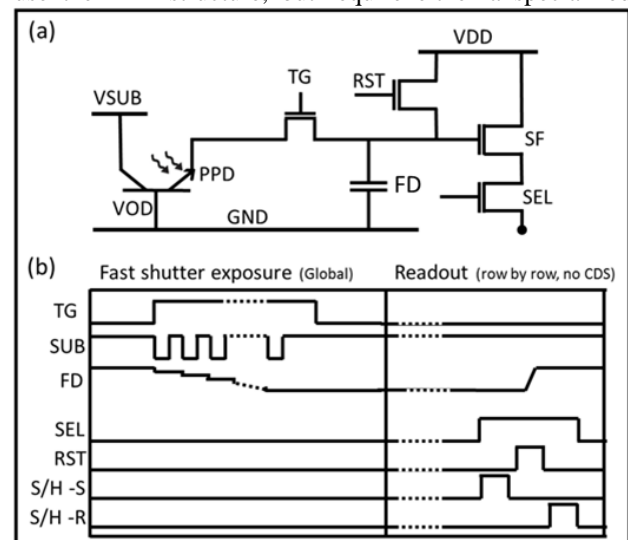 (a)
VDD
TG
RST
VSUB
SF
PPD
FD
SEL
VOD
GND
(b)
Fast shutter exposure (Global)
Readout (row by row, no CDS)
TG
SUB
FD
SEL
RST
S/H -S
S/H -R